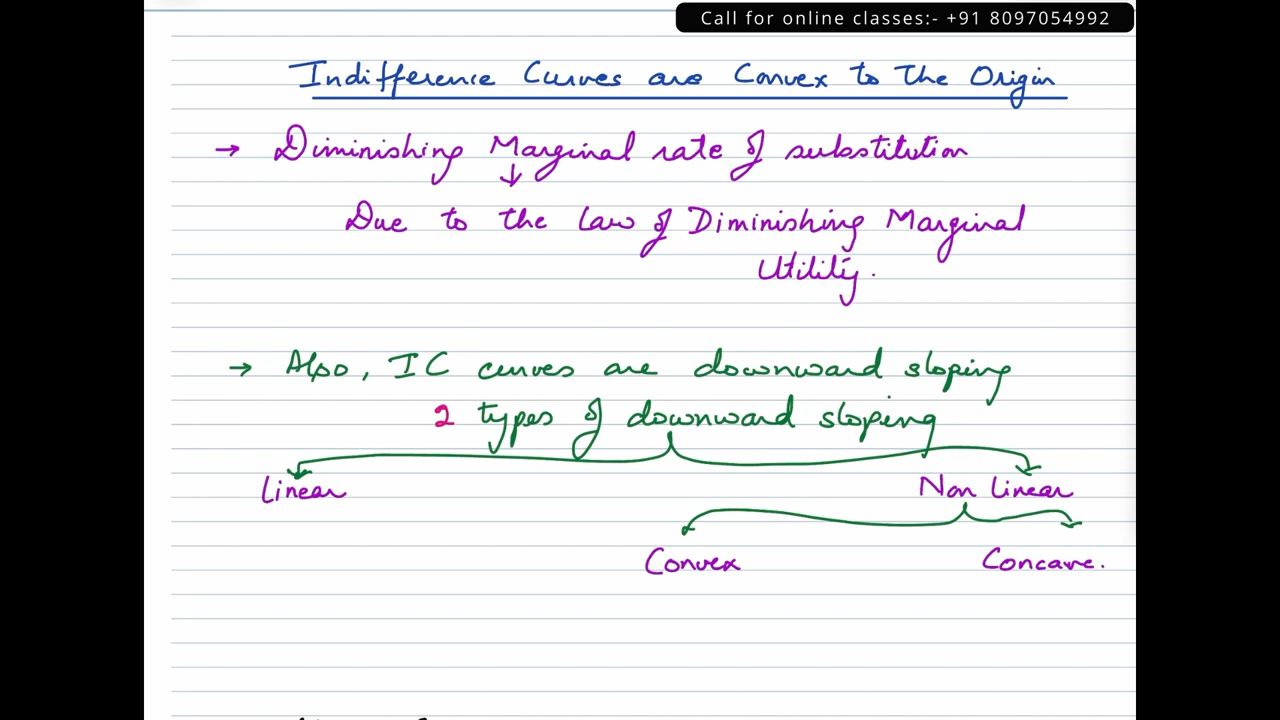 Call for online classes:- +91 8097054992
Indifference Curves are Convex to the Origin
→ Diminishing Marginal rate of substitution
↓
Due to the law of Diminishing Marginal
Utility.
→ Also, IC curves are downward sloping
2 types of downward sloping
Linear Non Linear
Convex Concave.